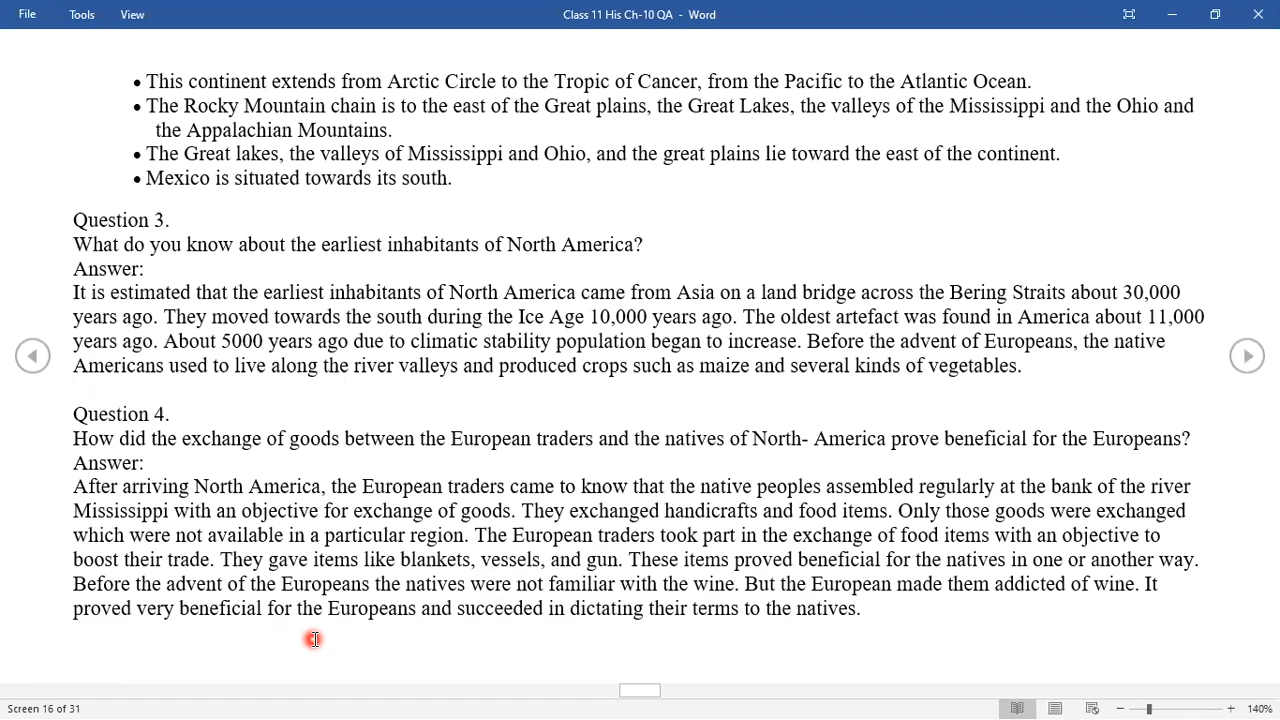 File Tools View Class 11 His Ch-10 QA - Word
• This continent extends from Arctic Circle to the Tropic of Cancer, from the Pacific to the Atlantic Ocean.
• The Rocky Mountain chain is to the east of the Great plains, the Great Lakes, the valleys of the Mississippi and the Ohio and
the Appalachian Mountains.
• The Great lakes, the valleys of Mississippi and Ohio, and the great plains lie toward the east of the continent.
• Mexico is situated towards its south.
Question 3.
What do you know about the earliest inhabitants of North America?
Answer:
It is estimated that the earliest inhabitants of North America came from Asia on a land bridge across the Bering Straits about 30,000
years ago. They moved towards the south during the Ice Age 10,000 years ago. The oldest artefact was found in America about 11,000
years ago. About 5000 years ago due to climatic stability population began to increase. Before the advent of Europeans, the native
Americans used to live along the river valleys and produced crops such as maize and several kinds of vegetables.
Question 4.
How did the exchange of goods between the European traders and the natives of North- America prove beneficial for the Europeans?
Answer:
After arriving North America, the European traders came to know that the native peoples assembled regularly at the bank of the river
Mississippi with an objective for exchange of goods. They exchanged handicrafts and food items. Only those goods were exchanged
which were not available in a particular region. The European traders took part in the exchange of food items with an objective to
boost their trade. They gave items like blankets, vessels, and gun. These items proved beneficial for the natives in one or another way.
Before the advent of the Europeans the natives were not familiar with the wine. But the European made them addicted of wine. It
proved very beneficial for the Europeans and succeeded in dictating their terms to the natives.
Screen 16 of 31 140%